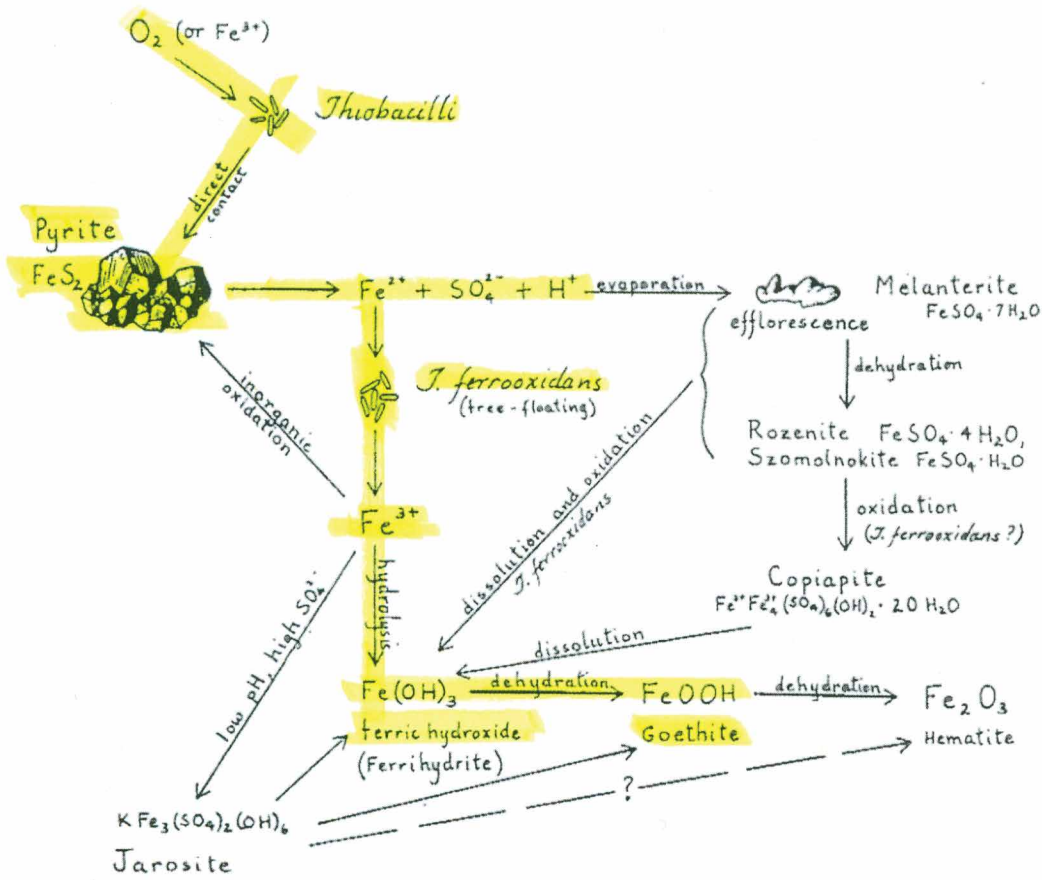 O₂ (or Fe³⁺)
Thiobacilli
direct
contact
Pyrite
FeS₂
Fe²⁺ + SO₄²⁻ + H⁺
evaporation
efflorescence
Melanterite
FeSO₄·7H₂O
dehydration
inorganic
oxidation
T. ferrooxidans
(free-floating)
Rozenite FeSO₄·4H₂O,
Szomolnokite FeSO₄·H₂O
dissolution and oxidation
T. ferrooxidans
oxidation
(T. ferrooxidans?)
Fe³⁺
hydrolysis
low pH, high SO₄²⁻
Copiapite
Fe²⁺Fe₄³⁺(SO₄)₆(OH)₂·20H₂O
dissolution
Fe(OH)₃
dehydration
FeOOH
dehydration
Fe₂O₃
ferric hydroxide
(Ferrihydrite)
Goethite
Hematite
?
KFe₃(SO₄)₂(OH)₆
Jarosite